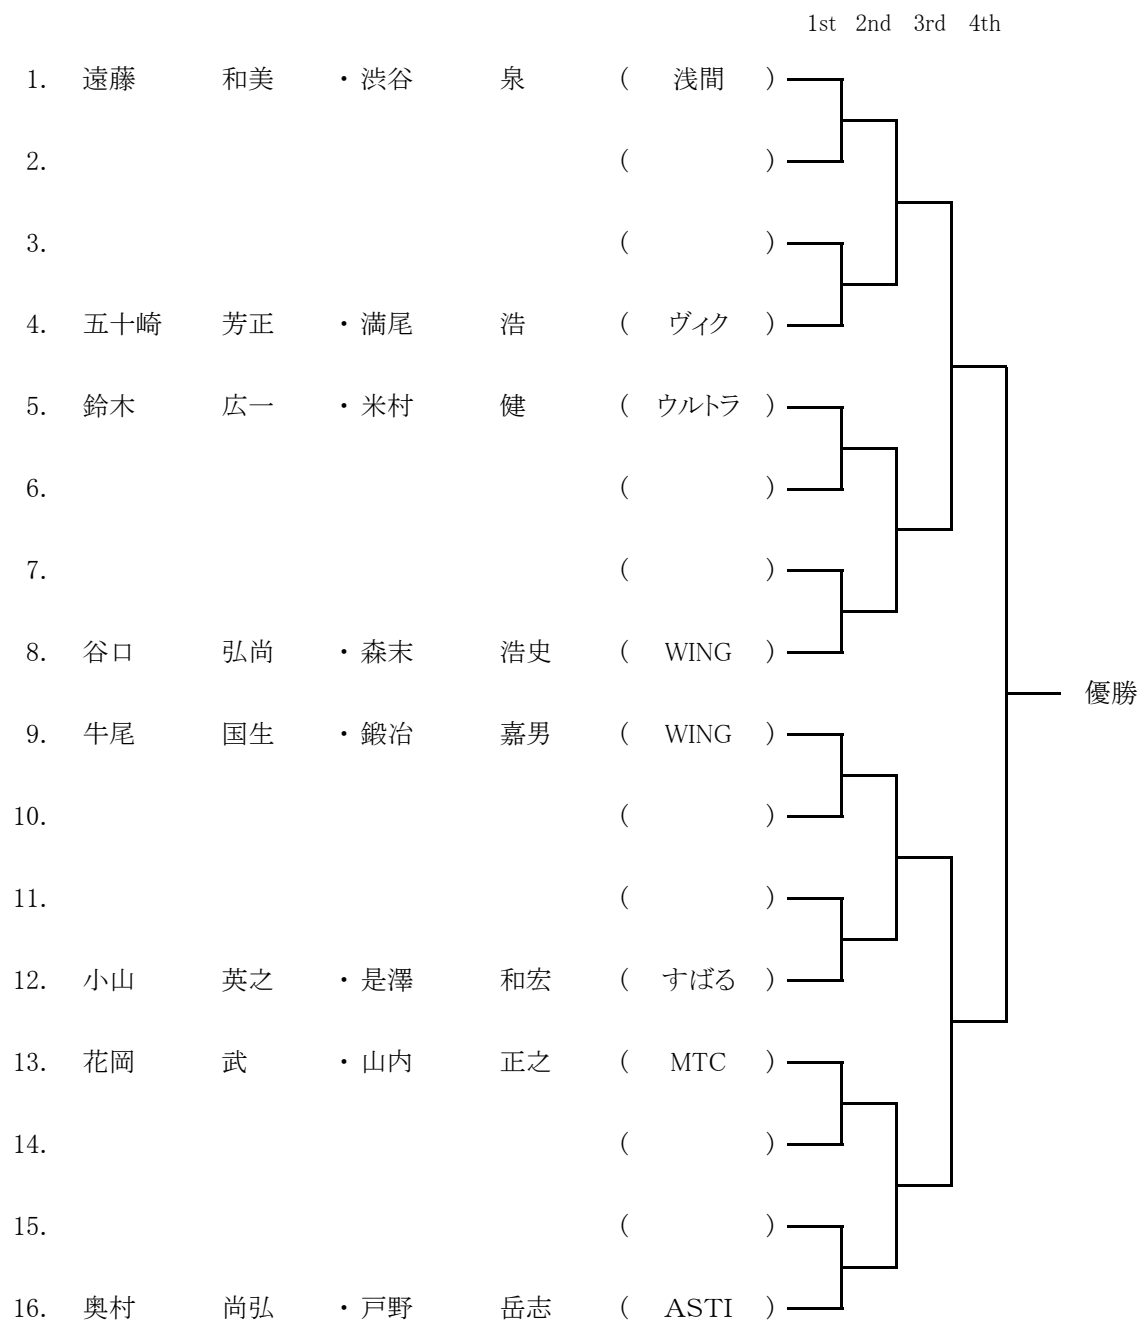 1st 2nd 3rd 4th
1. 遠藤 和美 ・渋谷 泉 ( 浅間 )
2. ( )
3. ( )
4. 五十崎 芳正 ・満尾 浩 ( ヴィク )
5. 鈴木 広一 ・米村 健 ( ウルトラ )
6. ( )
7. ( )
8. 谷口 弘尚 ・森末 浩史 ( WING )
優勝
9. 牛尾 国生 ・鍛冶 嘉男 ( WING )
10. ( )
11. ( )
12. 小山 英之 ・是澤 和宏 ( すばる )
13. 花岡 武 ・山内 正之 ( MTC )
14. ( )
15. ( )
16. 奥村 尚弘 ・戸野 岳志 ( ASTI )